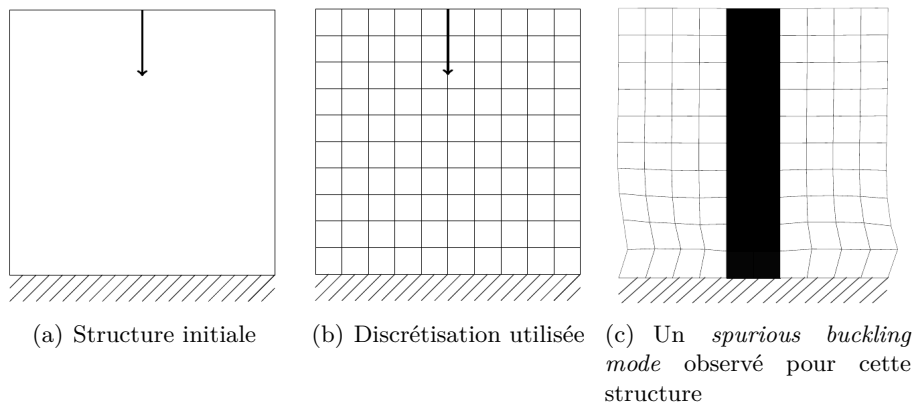 (a) Structure initiale
(b) Discrétisation utilisée
(c) Un spurious buckling
mode observé pour cette
structure